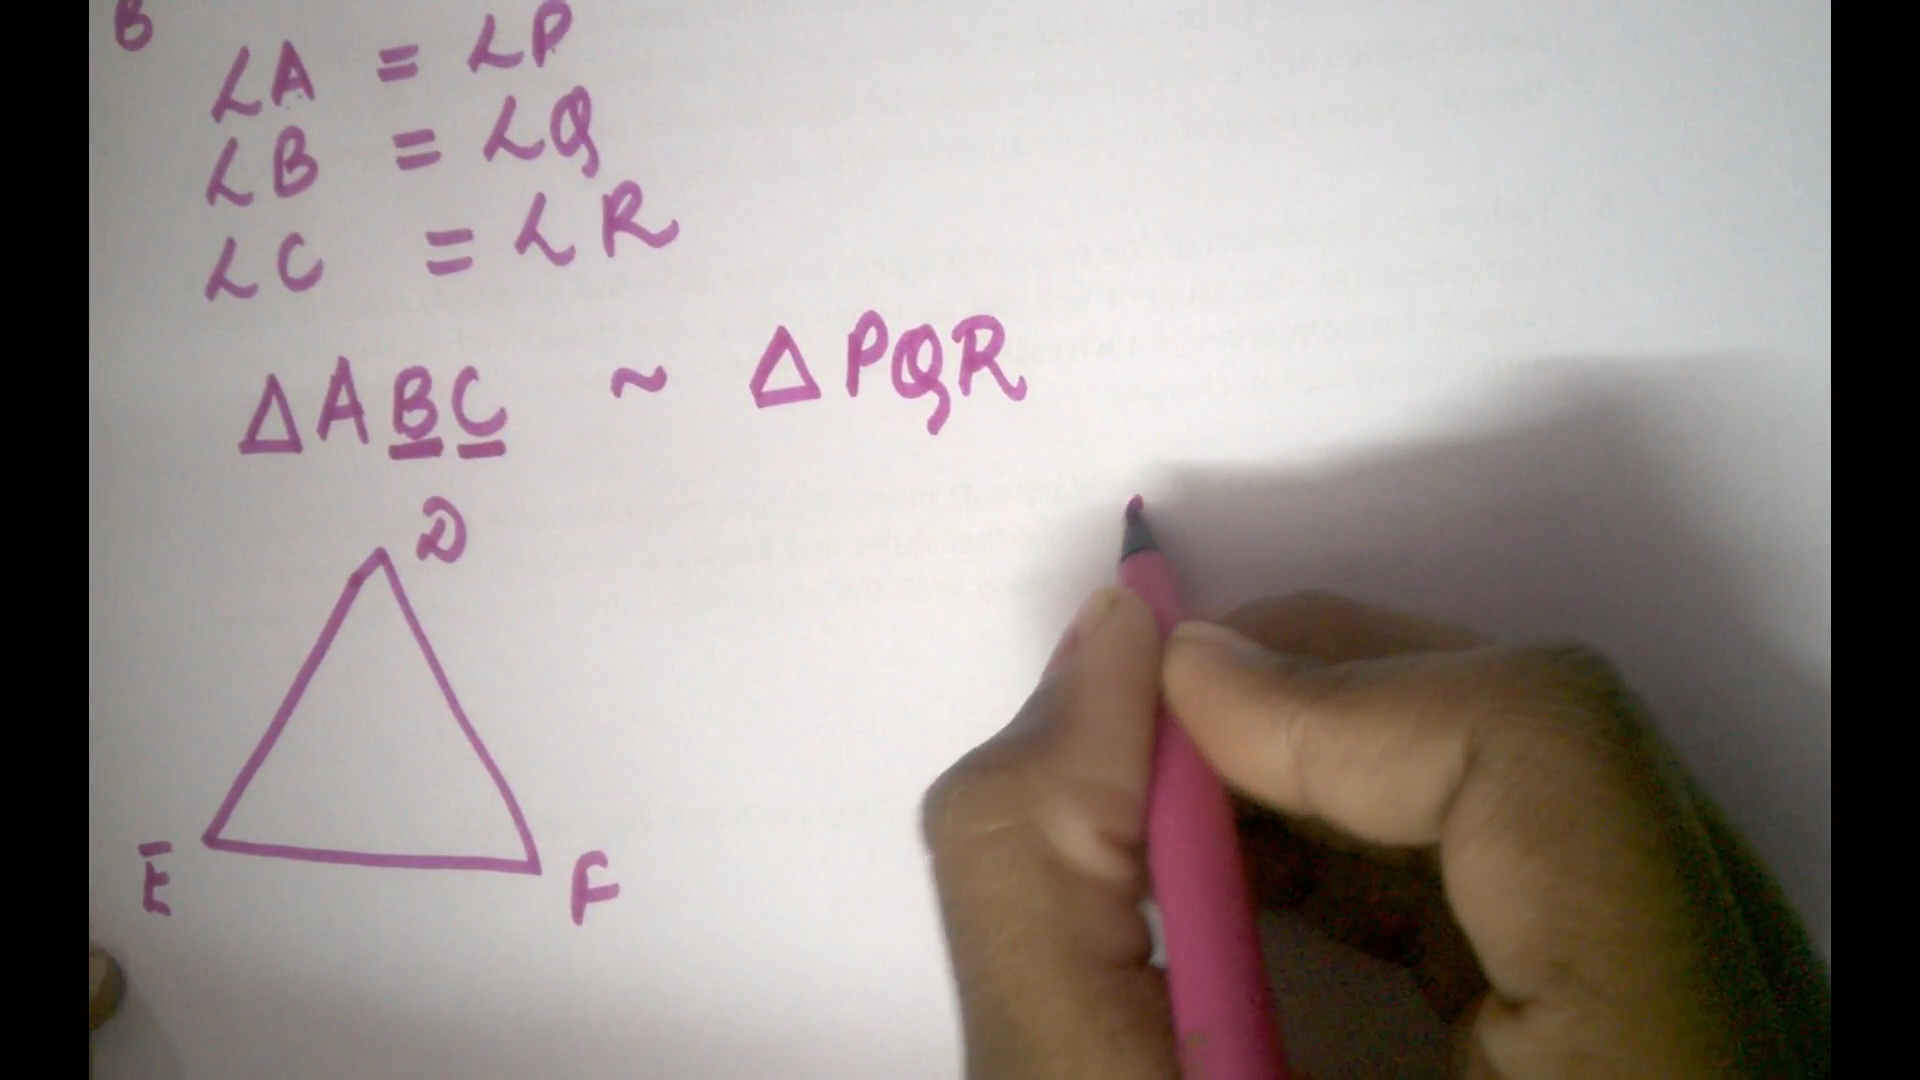 B
∠A = ∠P
∠B = ∠Q
∠C = ∠R
ΔABC ~ ΔPQR
D
E F